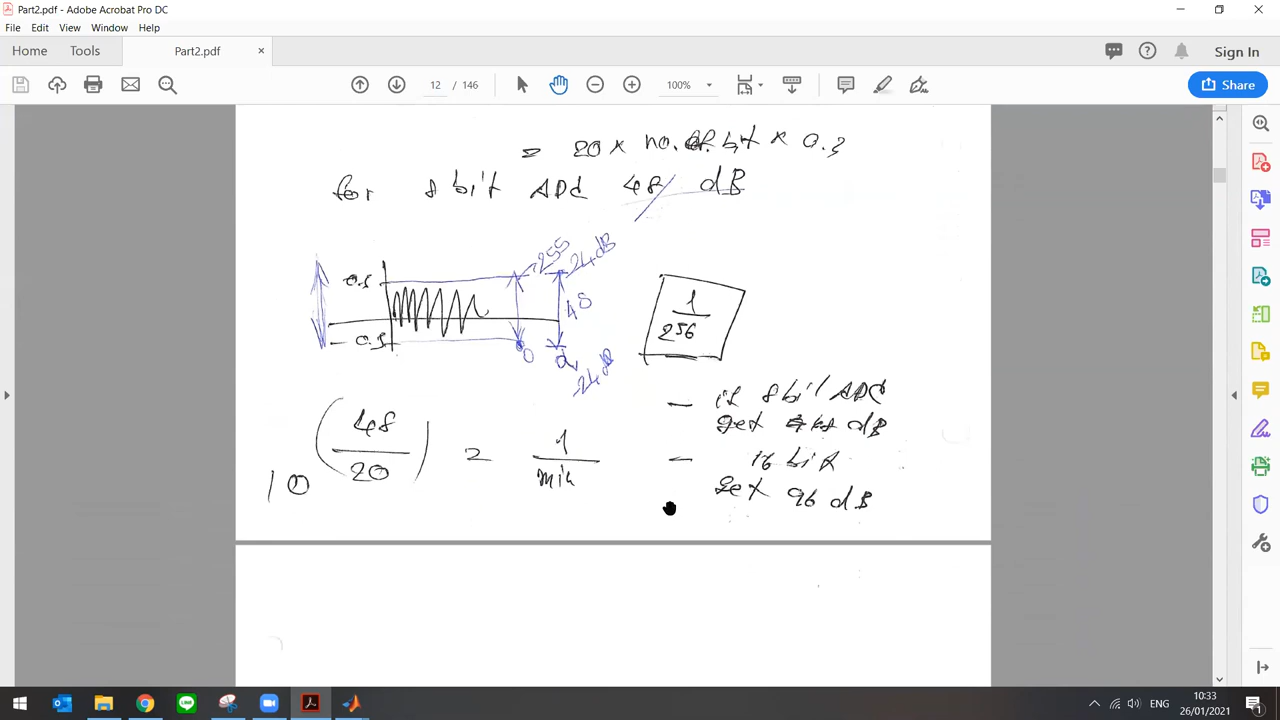 Part2.pdf - Adobe Acrobat Pro DC
File Edit View Window Help
Home Tools Part2.pdf × Sign In
12 / 146 100% Share
= 20 × no. of bit × 0.3
for 8 bit ADC 48 dB
0.5 255 24 dB
48
- 0.5 0 -24 dB
1
256
- if 8 bit ADC
get 48 dB
- 16 bit
get 96 dB
10 (48 / 20) = 1 / min
10:33
ENG
26/01/2021